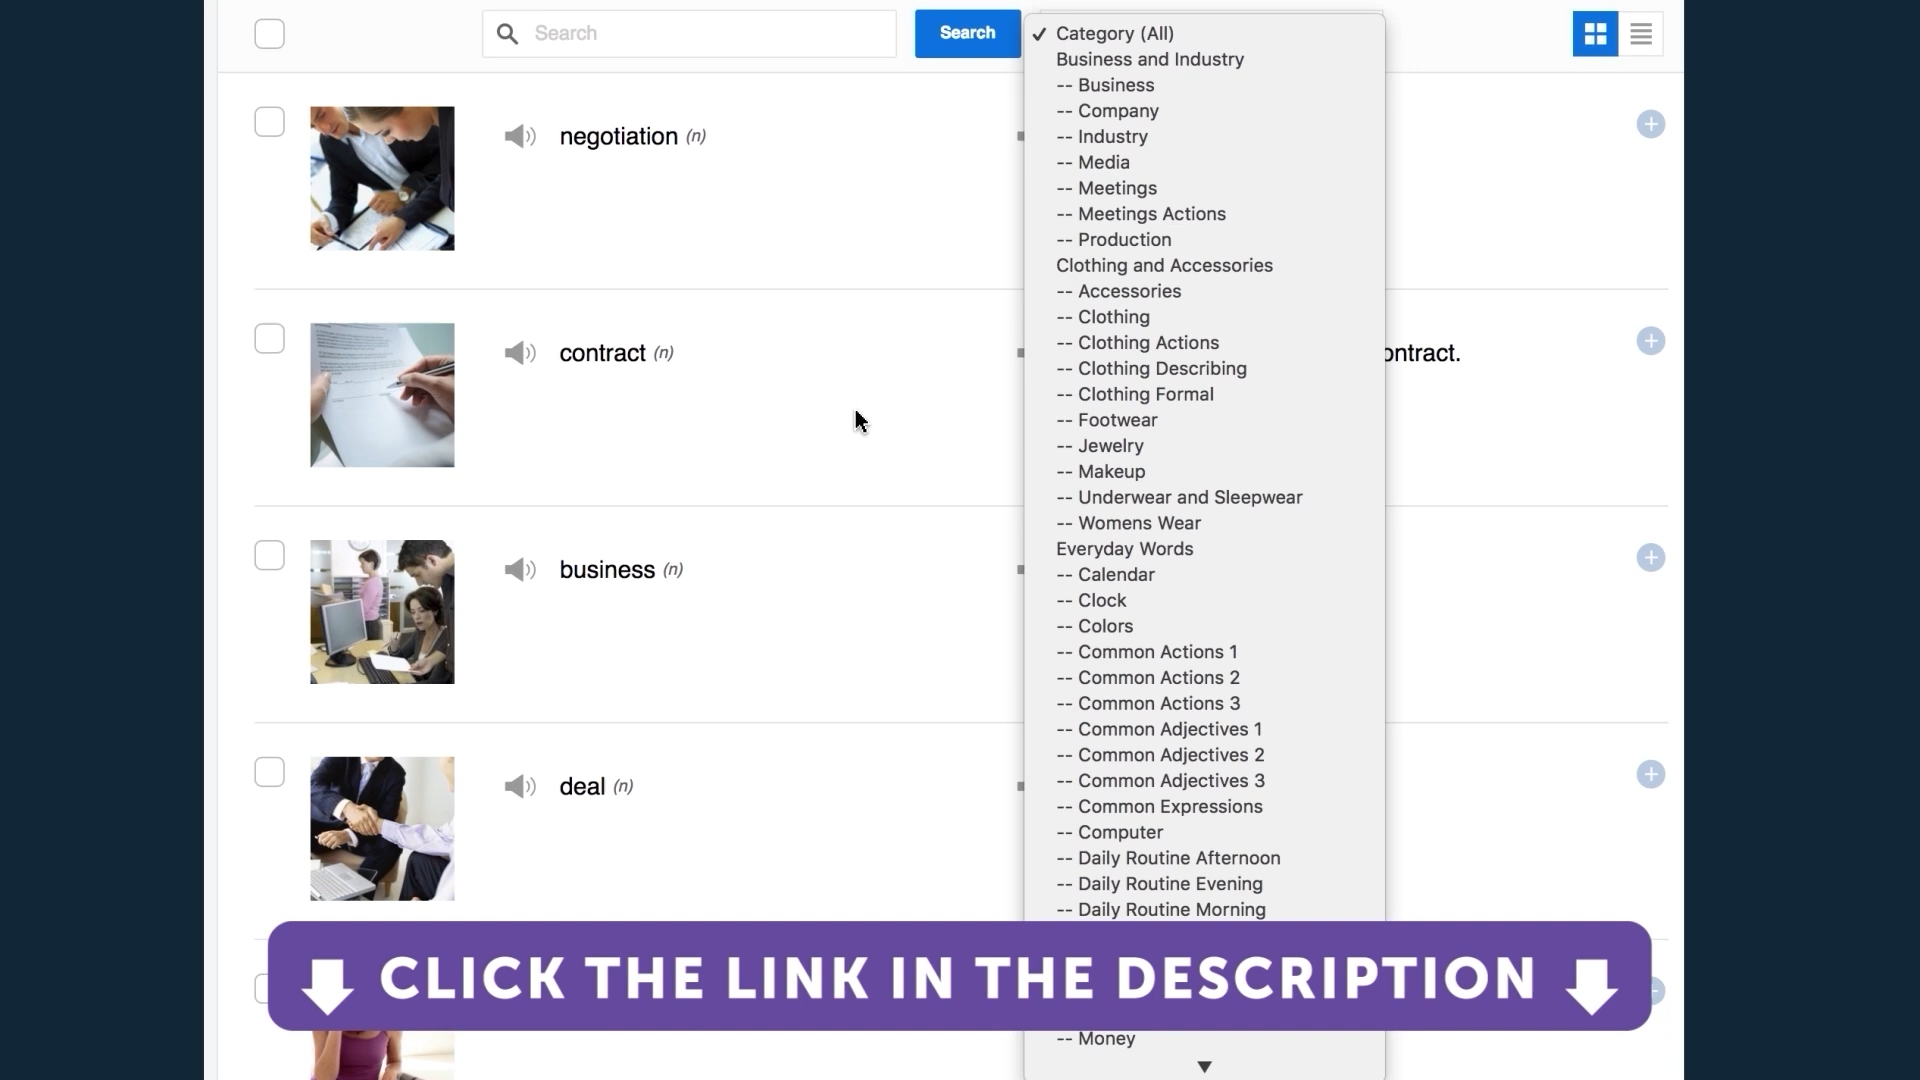 Search
Search
✓ Category (All)
Business and Industry
-- Business
-- Company
-- Industry
-- Media
-- Meetings
-- Meetings Actions
-- Production
Clothing and Accessories
-- Accessories
-- Clothing
-- Clothing Actions
-- Clothing Describing
-- Clothing Formal
-- Footwear
-- Jewelry
-- Makeup
-- Underwear and Sleepwear
-- Womens Wear
Everyday Words
-- Calendar
-- Clock
-- Colors
-- Common Actions 1
-- Common Actions 2
-- Common Actions 3
-- Common Adjectives 1
-- Common Adjectives 2
-- Common Adjectives 3
-- Common Expressions
-- Computer
-- Daily Routine Afternoon
-- Daily Routine Evening
-- Daily Routine Morning
-- Money
negotiation (n)
contract (n)
ontract.
business (n)
deal (n)
CLICK THE LINK IN THE DESCRIPTION